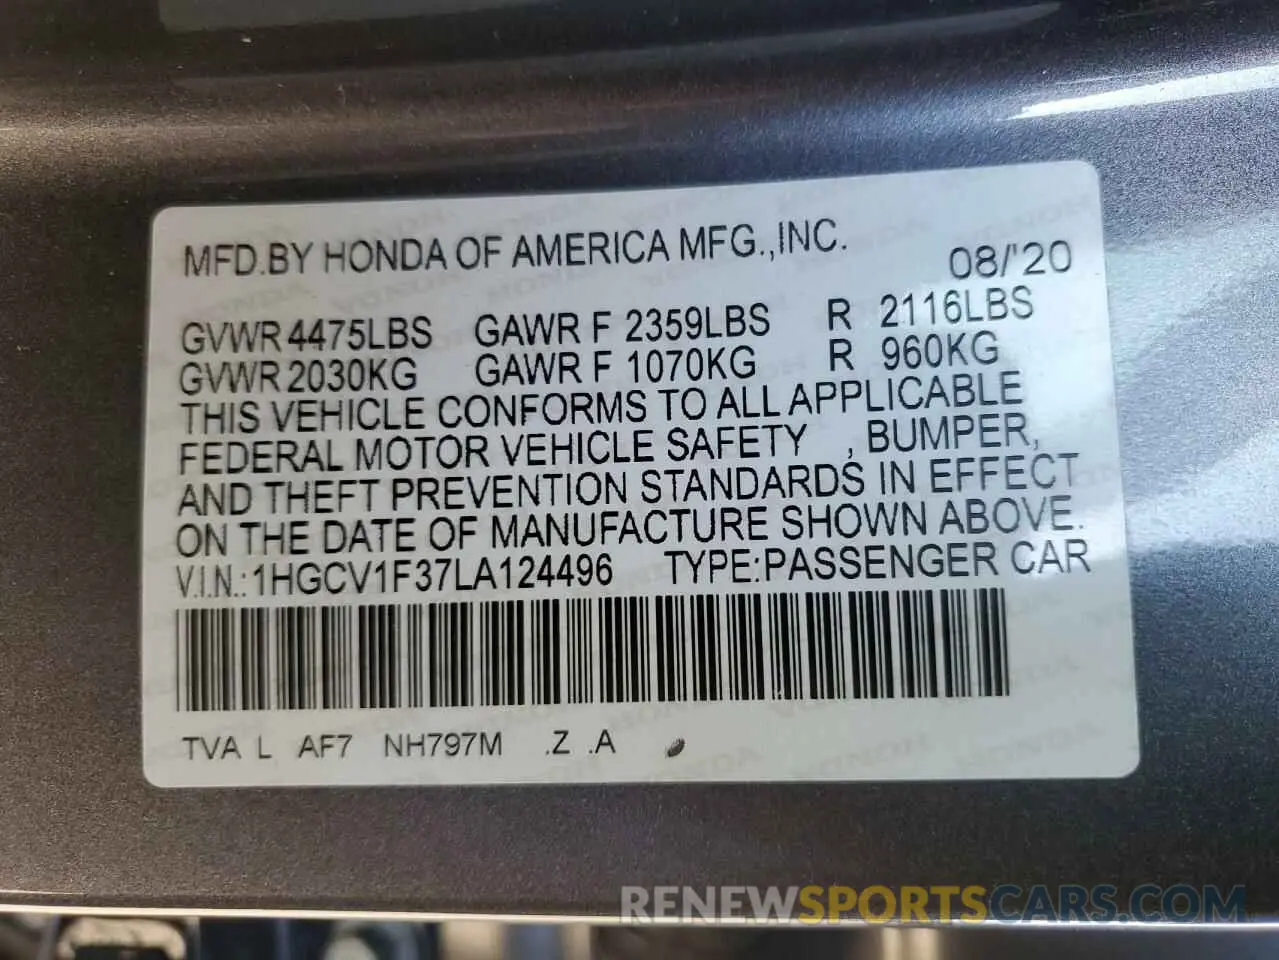 MFD.BY HONDA OF AMERICA MFG.,INC.
08/'20
GVWR 4475LBS GAWR F 2359LBS R 2116LBS
GVWR 2030KG GAWR F 1070KG R 960KG
THIS VEHICLE CONFORMS TO ALL APPLICABLE
FEDERAL MOTOR VEHICLE SAFETY , BUMPER,
AND THEFT PREVENTION STANDARDS IN EFFECT
ON THE DATE OF MANUFACTURE SHOWN ABOVE.
V.I.N.:1HGCV1F37LA124496 TYPE:PASSENGER CAR
TVA L AF7 NH797M .Z .A
RENEWSPORTSCARS.COM